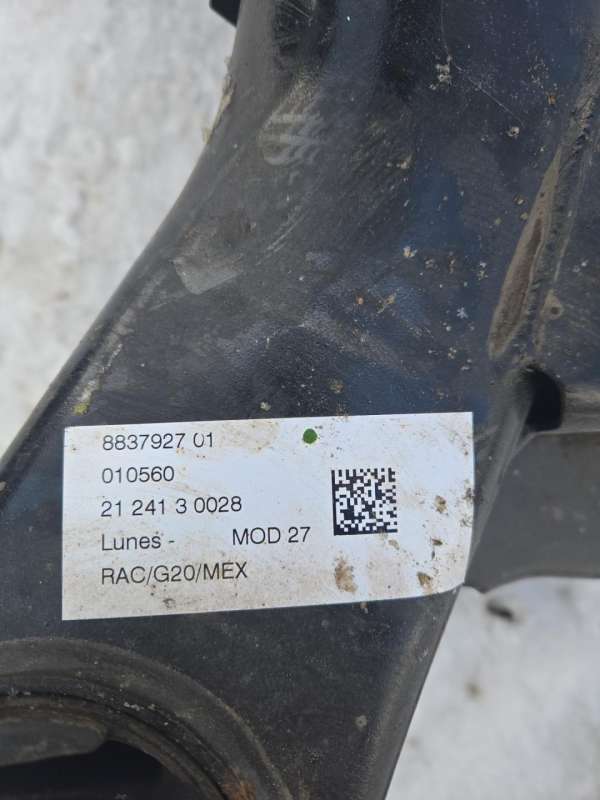 8837927 01
010560
21 241 3 0028
Lunes - MOD 27
RAC/G20/MEX